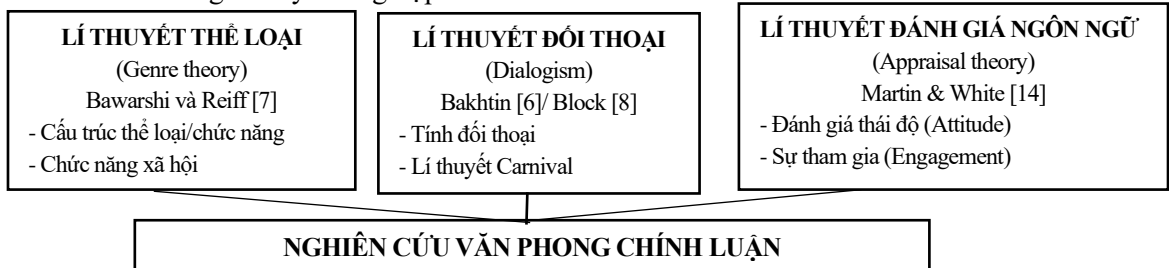 LÍ THUYẾT THỂ LOẠI
(Genre theory)
Bawarshi và Reiff [7]
- Cấu trúc thể loại/chức năng
- Chức năng xã hội
LÍ THUYẾT ĐỐI THOẠI
(Dialogism)
Bakhtin [6]/ Block [8]
- Tính đối thoại
- Lí thuyết Carnival
LÍ THUYẾT ĐÁNH GIÁ NGÔN NGỮ
(Appraisal theory)
Martin & White [14]
- Đánh giá thái độ (Attitude)
- Sự tham gia (Engagement)
NGHIÊN CỨU VĂN PHONG CHÍNH LUẬN